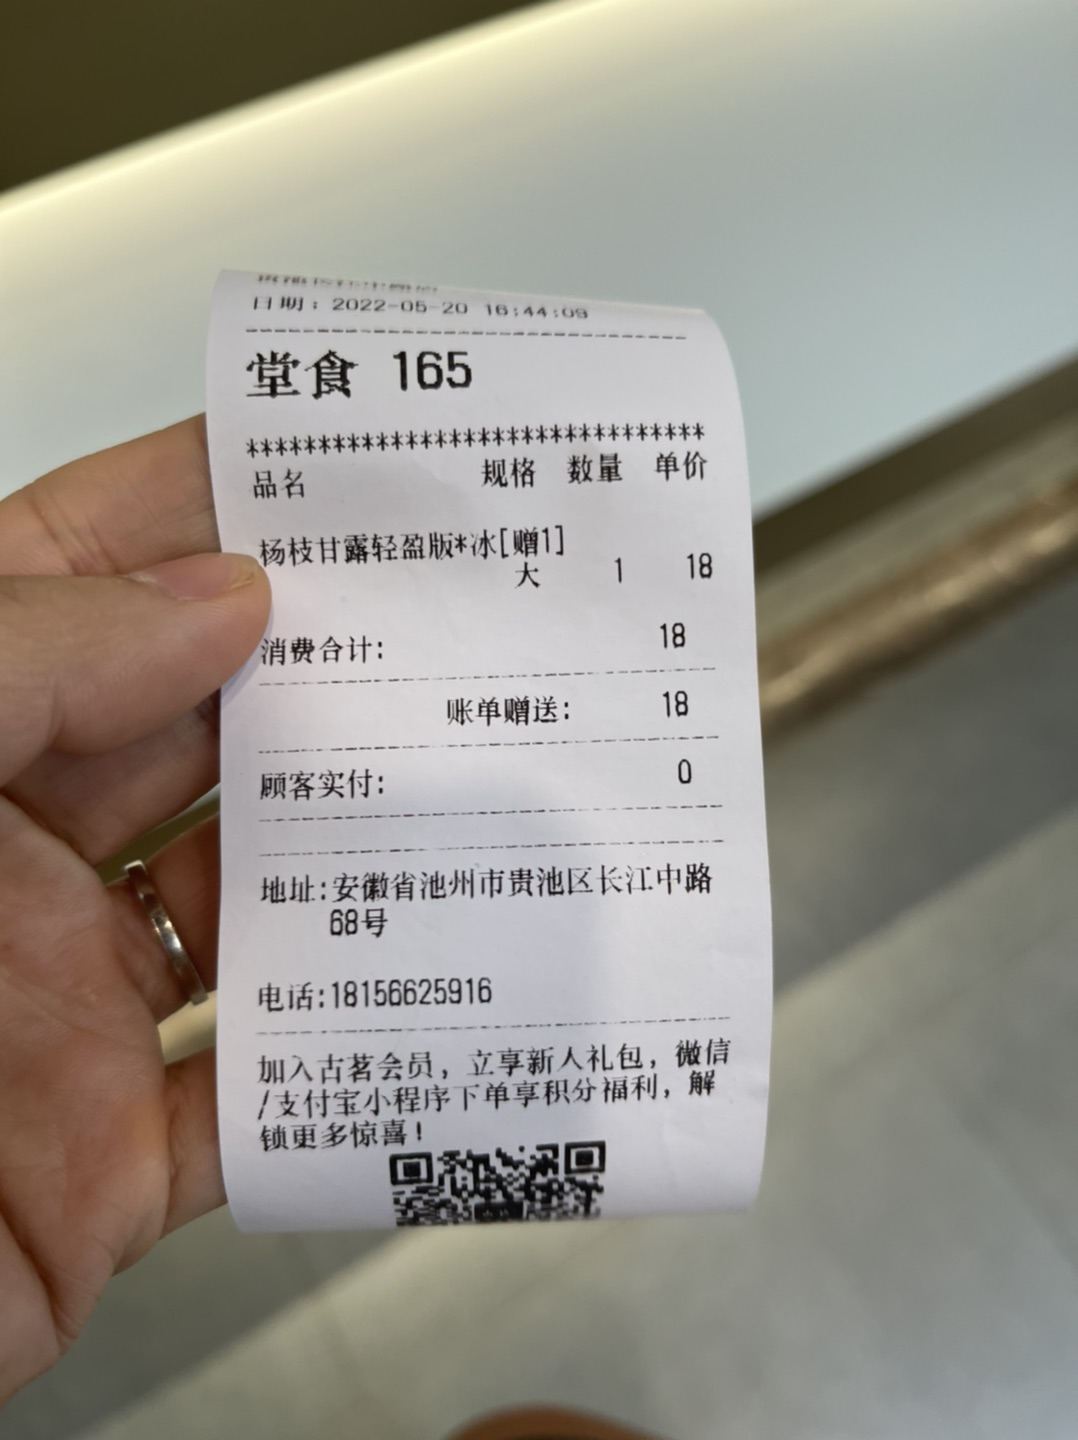 日期：2022-05-20 16:44:09
堂食 165
********************************
品名 规格 数量 单价
杨枝甘露轻盈版*冰[赠1]
大 1 18
消费合计: 18
账单赠送: 18
顾客实付: 0
地址:安徽省池州市贵池区长江中路
68号
电话:18156625916
加入古茗会员，立享新人礼包，微信
/支付宝小程序下单享积分福利，解
锁更多惊喜!